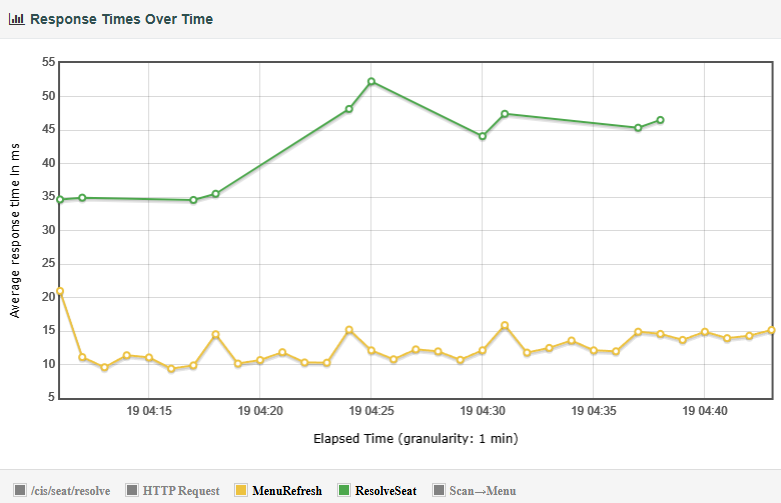 Response Times Over Time
55
50
45
40
35
30
25
20
15
10
5
Average response time in ms
19 04:15 19 04:20 19 04:25 19 04:30 19 04:35 19 04:40
Elapsed Time (granularity: 1 min)
/cis/seat/resolve HTTP Request MenuRefresh ResolveSeat Scan→Menu